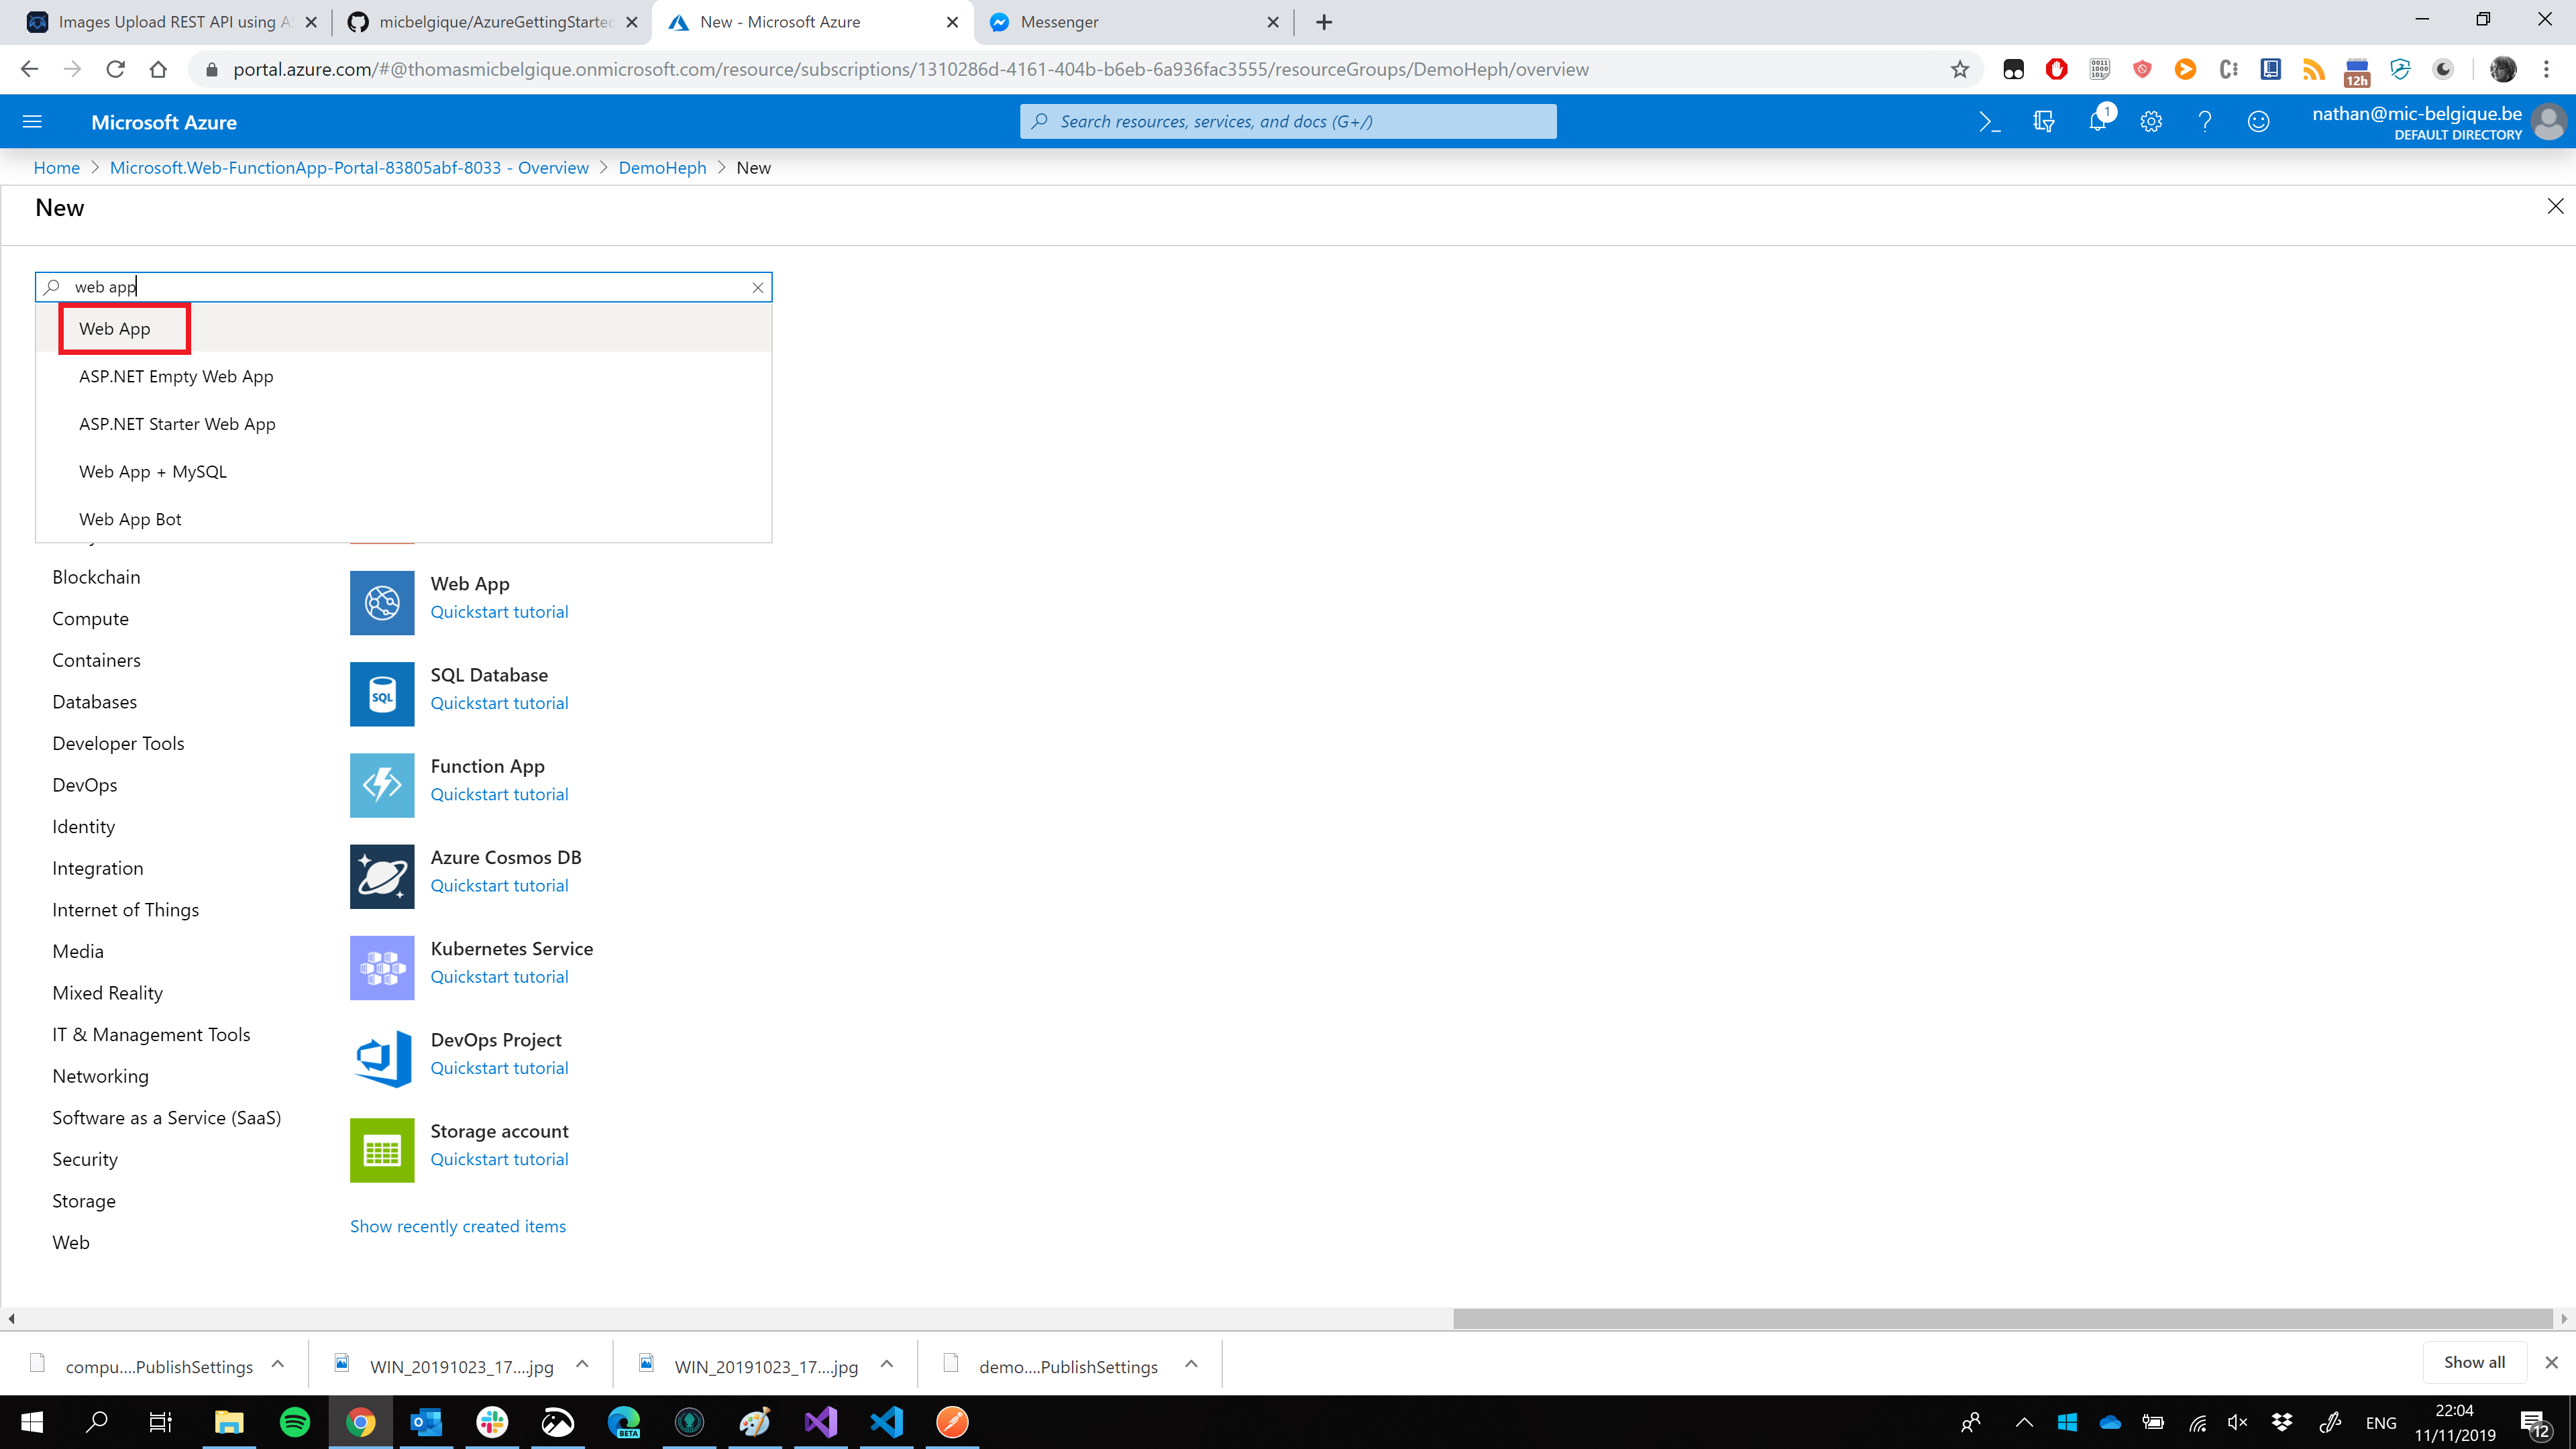 Images Upload REST API using A
micbelgique/AzureGettingStarted
New - Microsoft Azure
Messenger
portal.azure.com/#@thomasmicbelgique.onmicrosoft.com/resource/subscriptions/1310286d-4161-404b-b6eb-6a936fac3555/resourceGroups/DemoHeph/overview
12h
Microsoft Azure
Search resources, services, and docs (G+/)
1
nathan@mic-belgique.be
DEFAULT DIRECTORY
Home > Microsoft.Web-FunctionApp-Portal-83805abf-8033 - Overview > DemoHeph > New
New
web app
Web App
ASP.NET Empty Web App
ASP.NET Starter Web App
Web App + MySQL
Web App Bot
Blockchain
Compute
Containers
Databases
Developer Tools
DevOps
Identity
Integration
Internet of Things
Media
Mixed Reality
IT & Management Tools
Networking
Software as a Service (SaaS)
Security
Storage
Web
Web App
Quickstart tutorial
SQL
SQL Database
Quickstart tutorial
Function App
Quickstart tutorial
Azure Cosmos DB
Quickstart tutorial
Kubernetes Service
Quickstart tutorial
DevOps Project
Quickstart tutorial
Storage account
Quickstart tutorial
Show recently created items
compu....PublishSettings
WIN_20191023_17....jpg
WIN_20191023_17....jpg
demo....PublishSettings
Show all
BETA
ENG
22:04
11/11/2019
12